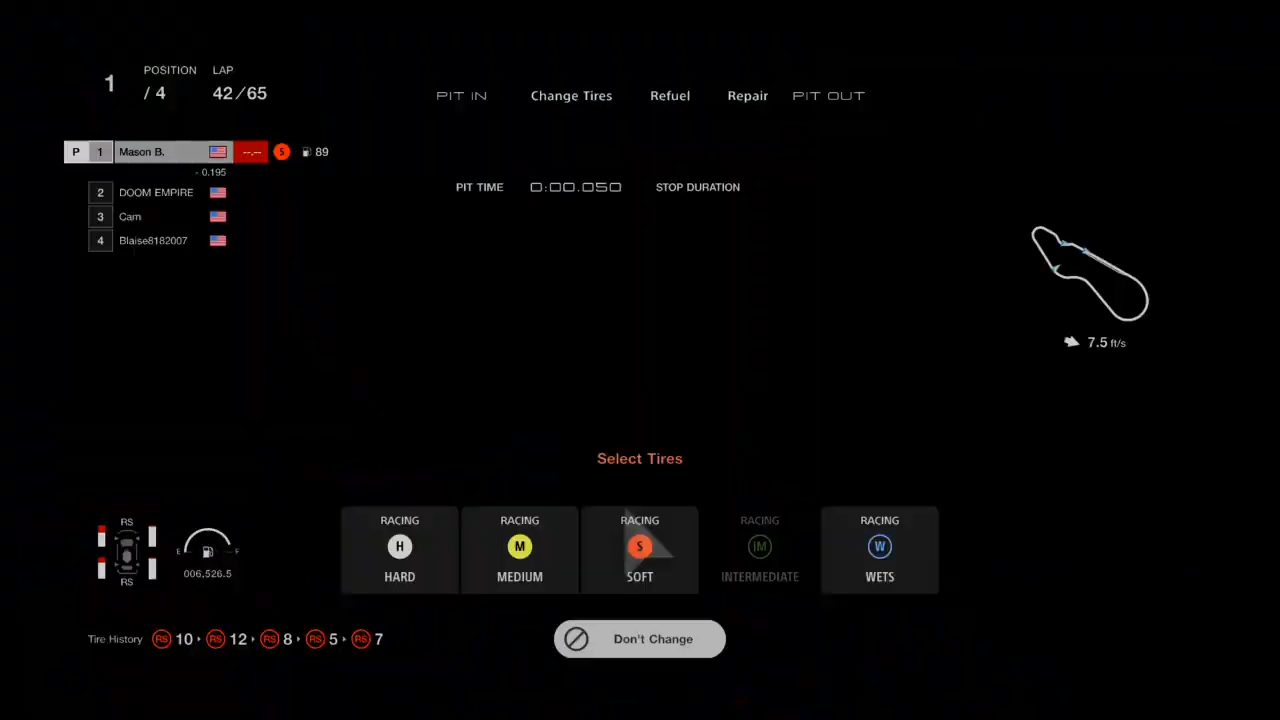 POSITION LAP
1 / 4 42/65
PIT IN Change Tires Refuel Repair PIT OUT
P 1 Mason B. --.-- S 89
- 0.195
2 DOOM EMPIRE
3 Cam
4 Blaise8182007
PIT TIME 0:00.050 STOP DURATION
7.5 ft/s
Select Tires
RS
E F
006,526.5
RS
RACING
H
HARD
RACING
M
MEDIUM
RACING
S
SOFT
RACING
IM
INTERMEDIATE
RACING
W
WETS
Tire History RS 10 RS 12 RS 8 RS 5 RS 7
Don't Change